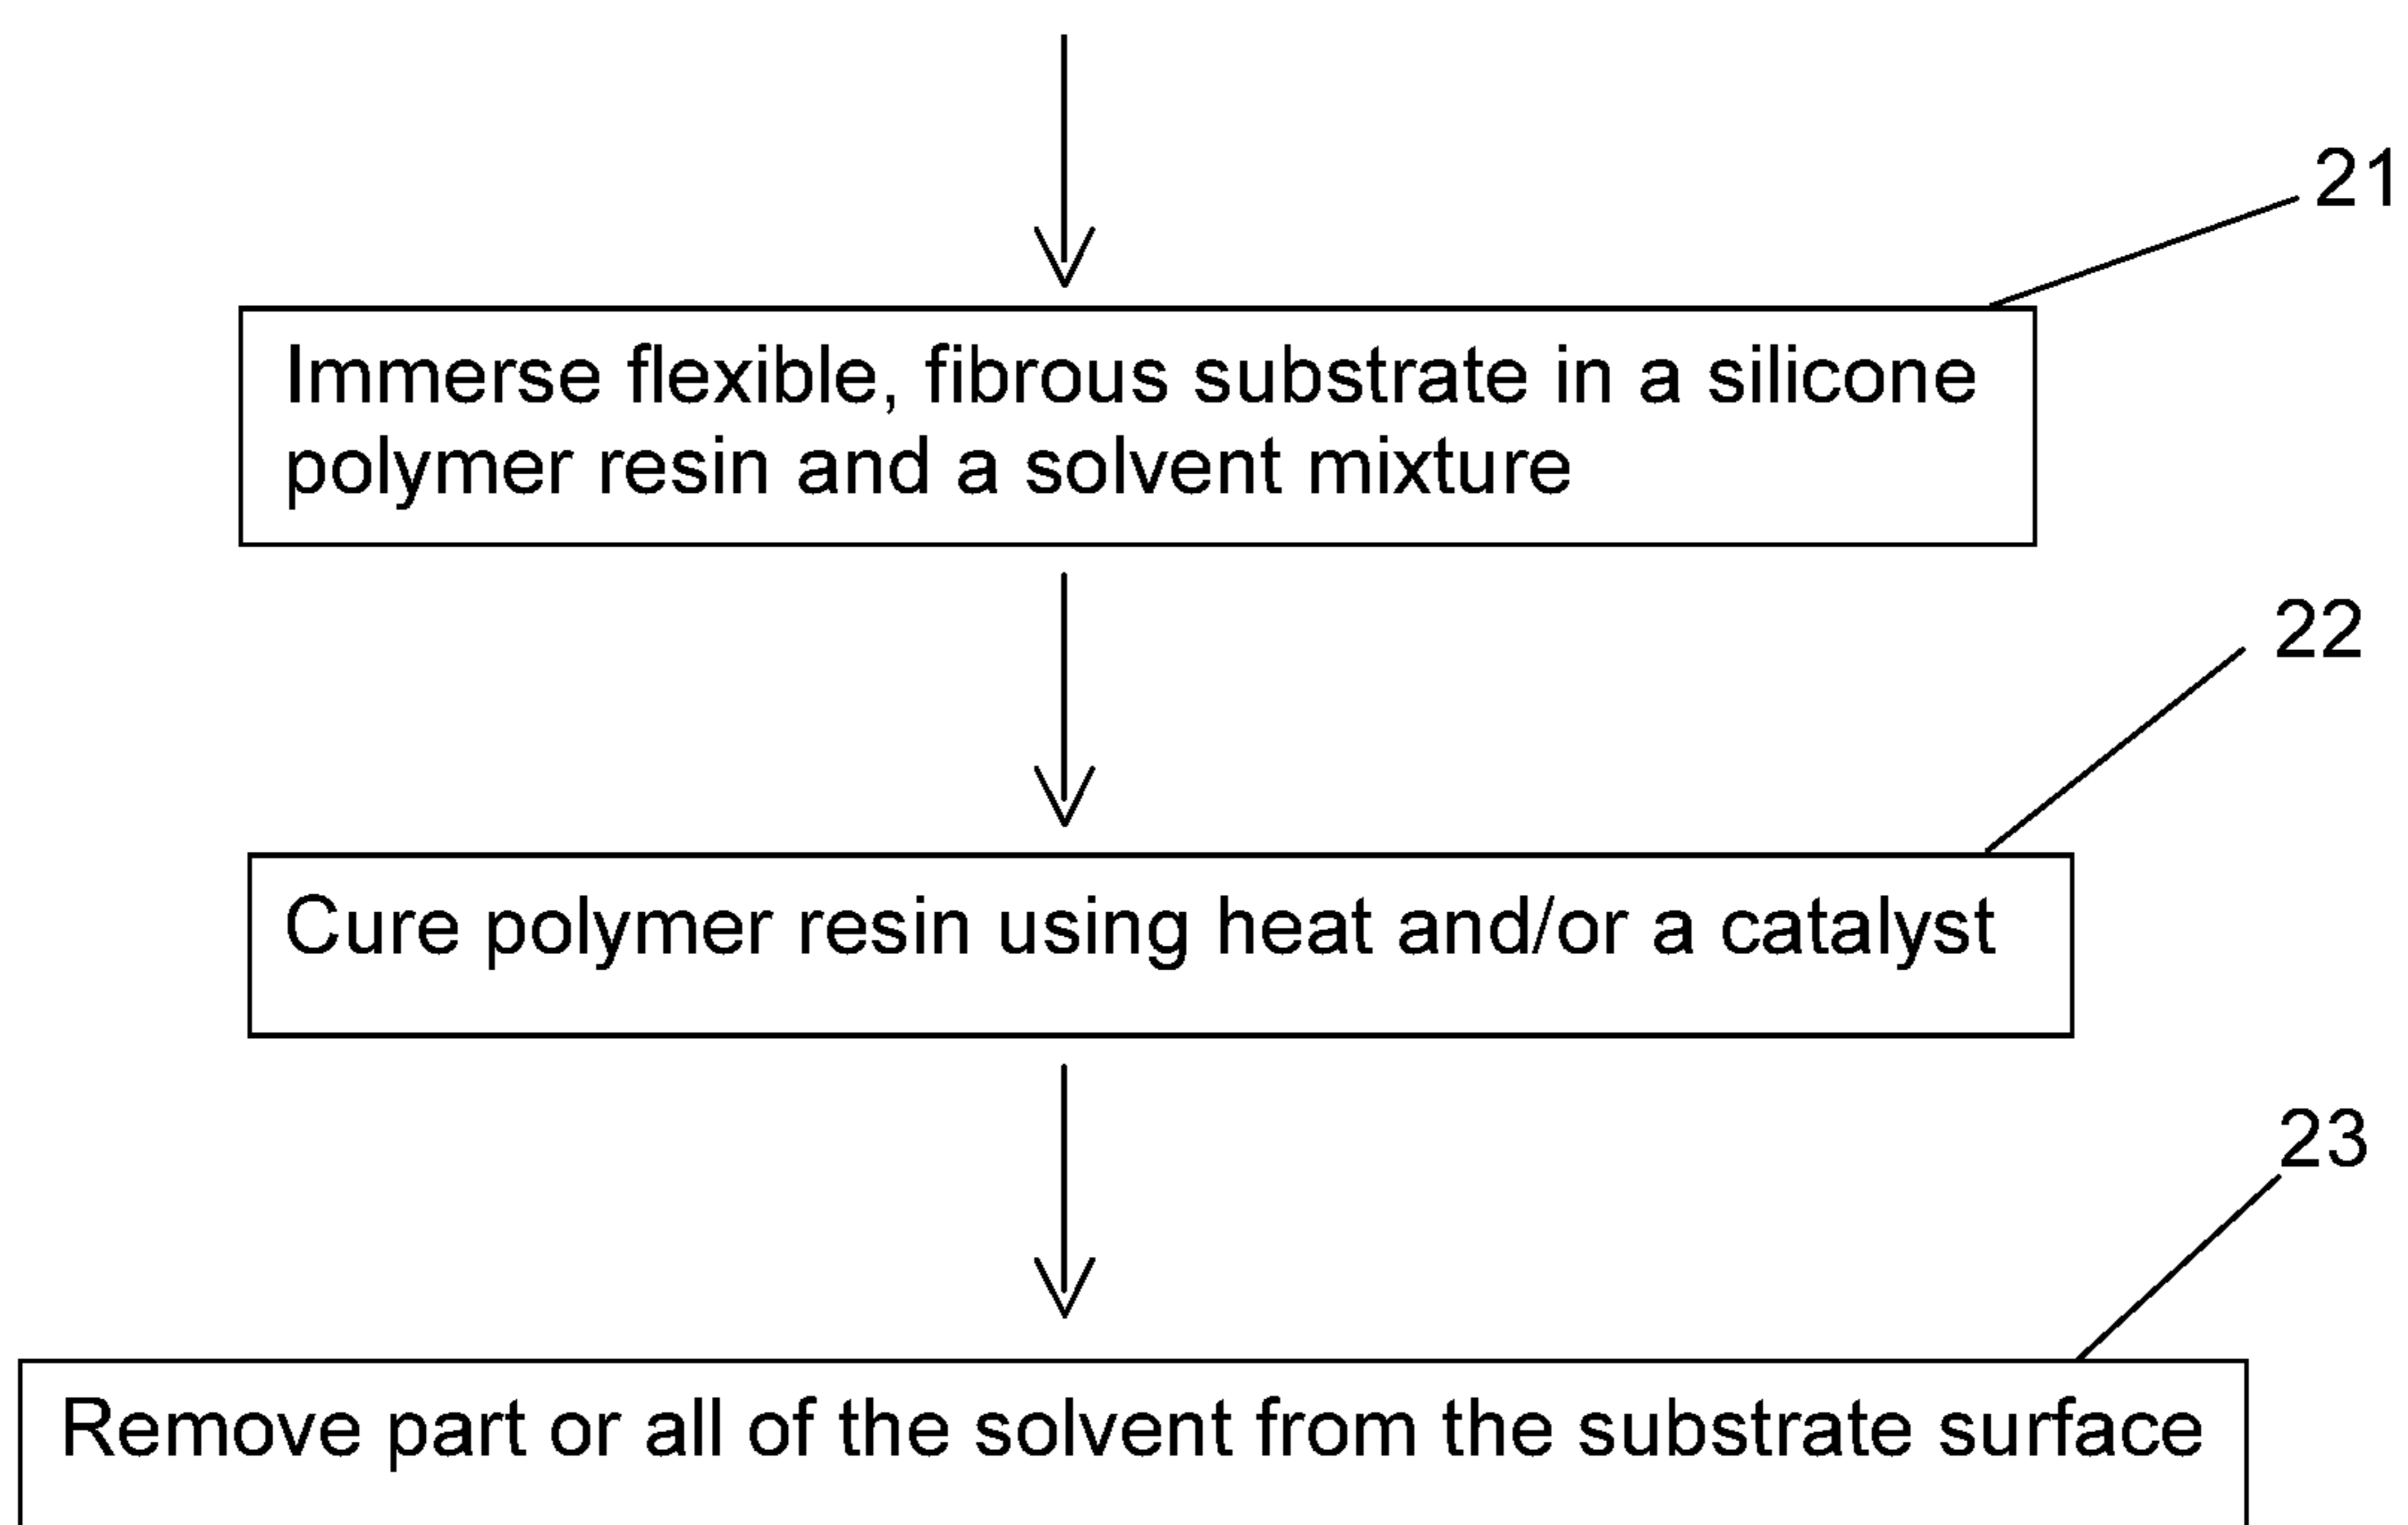 21
Immerse flexible, fibrous substrate in a silicone
polymer resin and a solvent mixture
22
Cure polymer resin using heat and/or a catalyst
23
Remove part or all of the solvent from the substrate surface